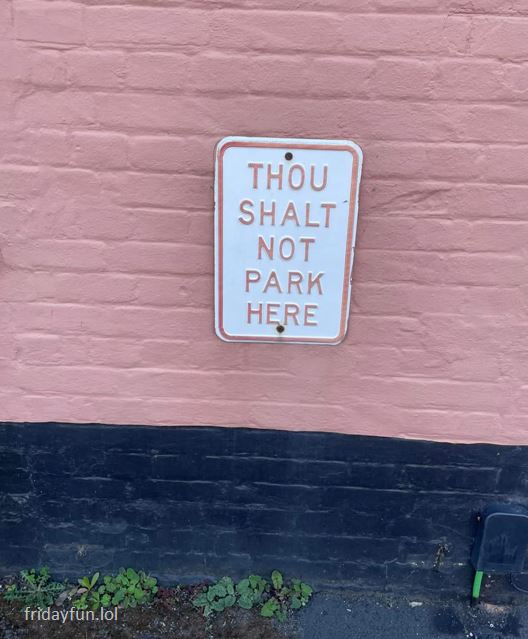 THOU
SHALT
NOT
PARK
HERE
fridayfun.lol